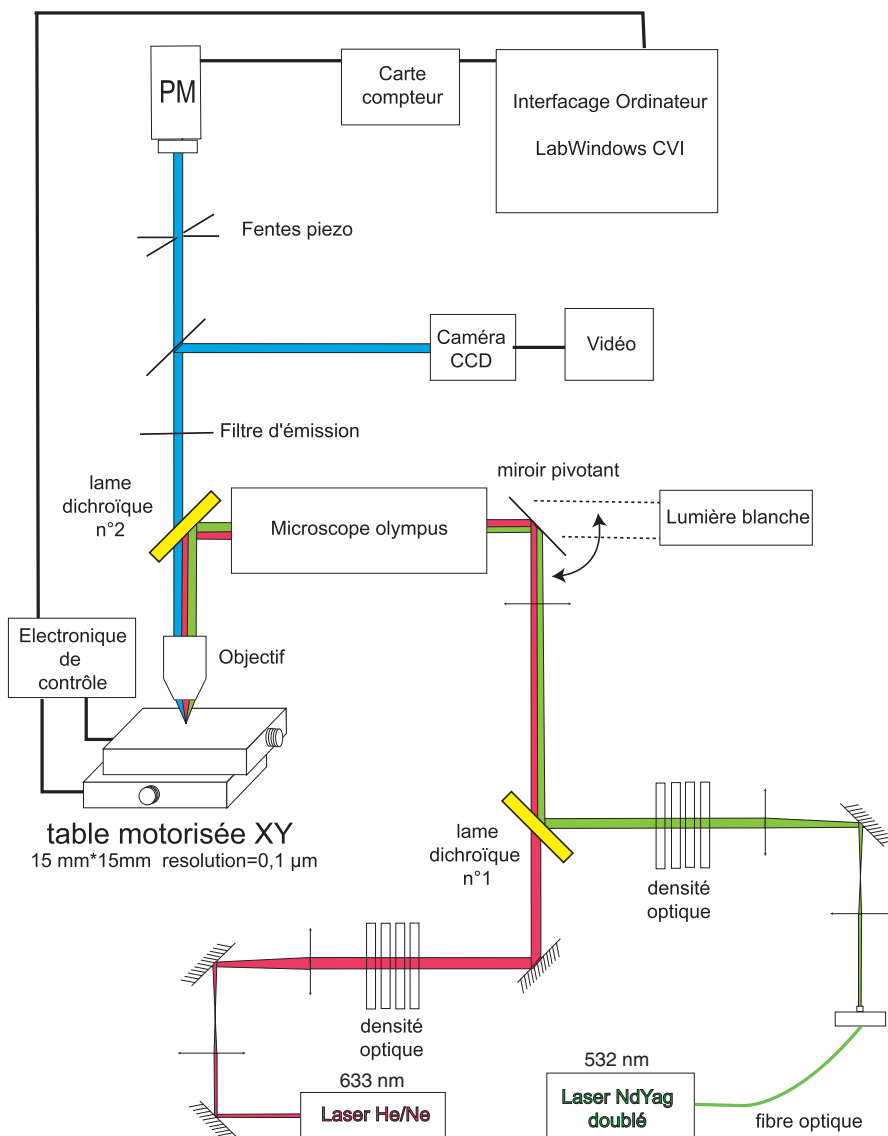 PM
Carte
compteur
Interfacage Ordinateur
LabWindows CVI
Fentes piezo
Caméra
CCD
Vidéo
Filtre d'émission
lame
dichroïque
n°2
Microscope olympus
miroir pivotant
Lumière blanche
Electronique
de
contrôle
Objectif
table motorisée XY
15 mm*15mm resolution=0,1 µm
lame
dichroïque
n°1
densité
optique
densité
optique
633 nm
Laser He/Ne
532 nm
Laser NdYag
doublé
fibre optique